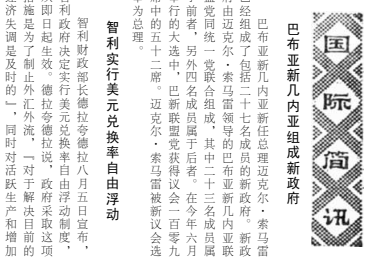 国际简讯
巴布亚新几内亚组成新政府
巴布亚新几内亚新任总理迈克尔·索马雷
已经组成了包括二十七名成员的新政府。新政
府由迈克尔·索马雷领导的巴布亚新几内亚联
盟党同统一党联合组成,其中二十三名成员属
于前者,另外四名成员属于后者。在今年六月
举行的大选中,巴新联盟党获得议会一百零九
席中的五十二席。迈克尔·索马雷被新议会选
为总理。
智利实行美元兑换率自由浮动
智利财政部长德拉夸德拉八月五日宣布,
智利政府决定实行美元兑换率自由浮动制度,
即日起生效。德拉夸德拉说,政府采取这项
措施是为了制止外汇外流,「对于解决目前的
经济失调是及时的」,同时对活跃生产和增加